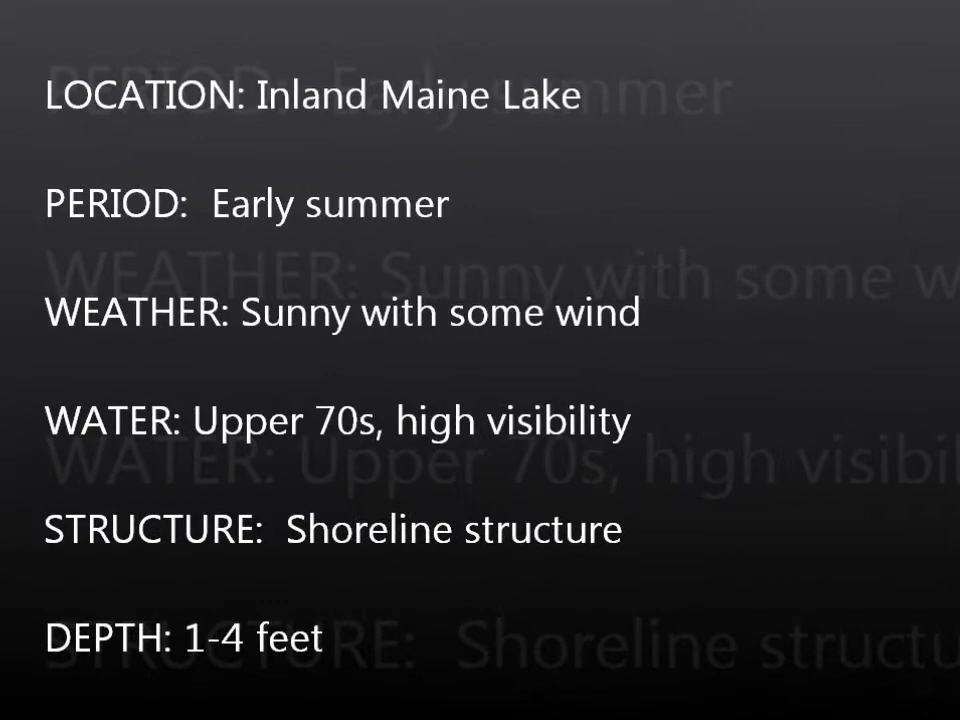 LOCATION: Inland Maine Lake
PERIOD: Early summer
WEATHER: Sunny with some wind
WATER: Upper 70s, high visibility
STRUCTURE: Shoreline structure
DEPTH: 1-4 feet